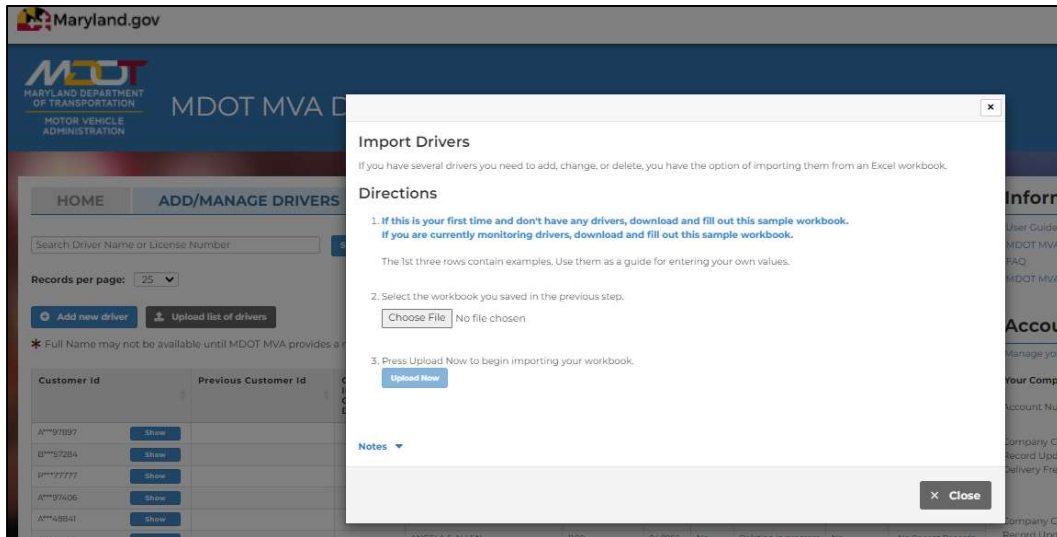 Maryland.gov
MDOT
MARYLAND DEPARTMENT
OF TRANSPORTATION
MOTOR VEHICLE
ADMINISTRATION
MDOT MVA D
×
Import Drivers
If you have several drivers you need to add, change, or delete, you have the option of importing them from an Excel workbook.
Directions
1. If this is your first time and don't have any drivers, download and fill out this sample workbook.
If you are currently monitoring drivers, download and fill out this sample workbook.
The 1st three rows contain examples. Use them as a guide for entering your own values.
2. Select the workbook you saved in the previous step.
Choose File No file chosen
3. Press Upload Now to begin importing your workbook.
Upload Now
Notes
× Close
HOME ADD/MANAGE DRIVERS
Search Driver Name or License Number
Records per page: 25
Add new driver Upload list of drivers
* Full Name may not be available until MDOT MVA provides a
Customer Id Previous Customer Id
A***97897 Show
B***57284 Show
P***77777 Show
A***97406 Show
A***48841 Show
Inform
User Guide
MDOT MVA
FAQ
MDOT MVA
Accou
Manage yo
Your Comp
Account Nu
Company C
Record Upd
Delivery Fre
Company C
Record Upd